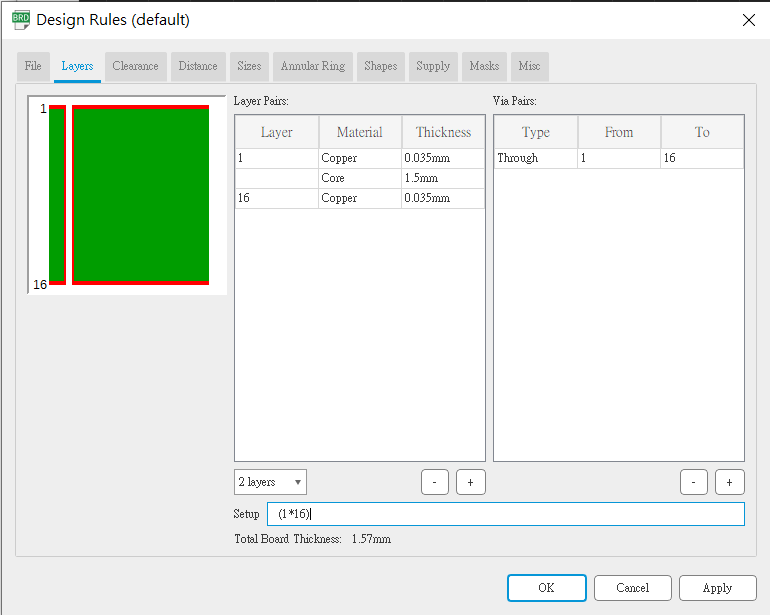 BRD Design Rules (default)
File Layers Clearance Distance Sizes Annular Ring Shapes Supply Masks Misc
1
16
Layer Pairs:
Layer Material Thickness
1 Copper 0.035mm
Core 1.5mm
16 Copper 0.035mm
Via Pairs:
Type From To
Through 1 16
2 layers - +
- +
Setup (1*16)
Total Board Thickness: 1.57mm
OK Cancel Apply